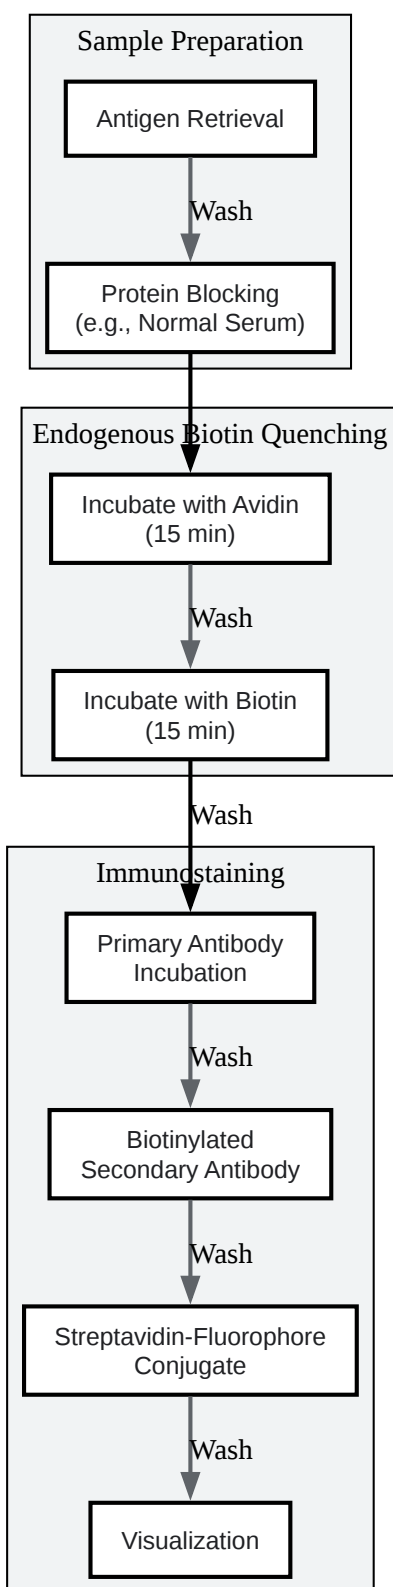 Sample Preparation
Antigen Retrieval
Wash
Protein Blocking
(e.g., Normal Serum)
Endogenous Biotin Quenching
Incubate with Avidin
(15 min)
Wash
Incubate with Biotin
(15 min)
Wash
Immunostaining
Primary Antibody
Incubation
Wash
Biotinylated
Secondary Antibody
Wash
Streptavidin-Fluorophore
Conjugate
Wash
Visualization